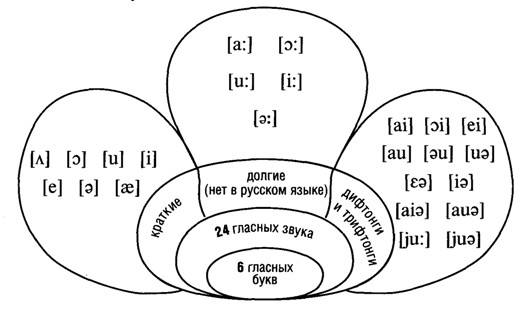 [a:] [ɔ:]
[u:] [i:]
[ə:]
[ʌ] [ɔ] [u] [i]
[e] [ə] [æ]
[ai] [ɔi] [ei]
[au] [əu] [uə]
[ɛə] [iə]
[aiə] [auə]
[ju:] [juə]
краткие
долгие
(нет в русском языке)
дифтонги
и трифтонги
24 гласных звука
6 гласных
букв